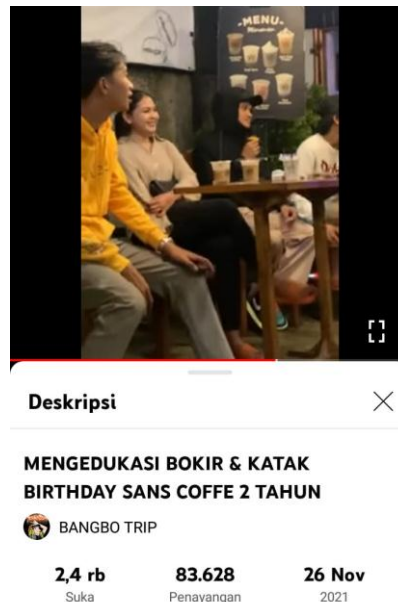 -MENU-
Minuman
Deskripsi
MENGEDUKASI BOKIR & KATAK
BIRTHDAY SANS COFFE 2 TAHUN
BANGBO TRIP
2,4 rb
83.628
26 Nov
Suka
Penayangan
2021